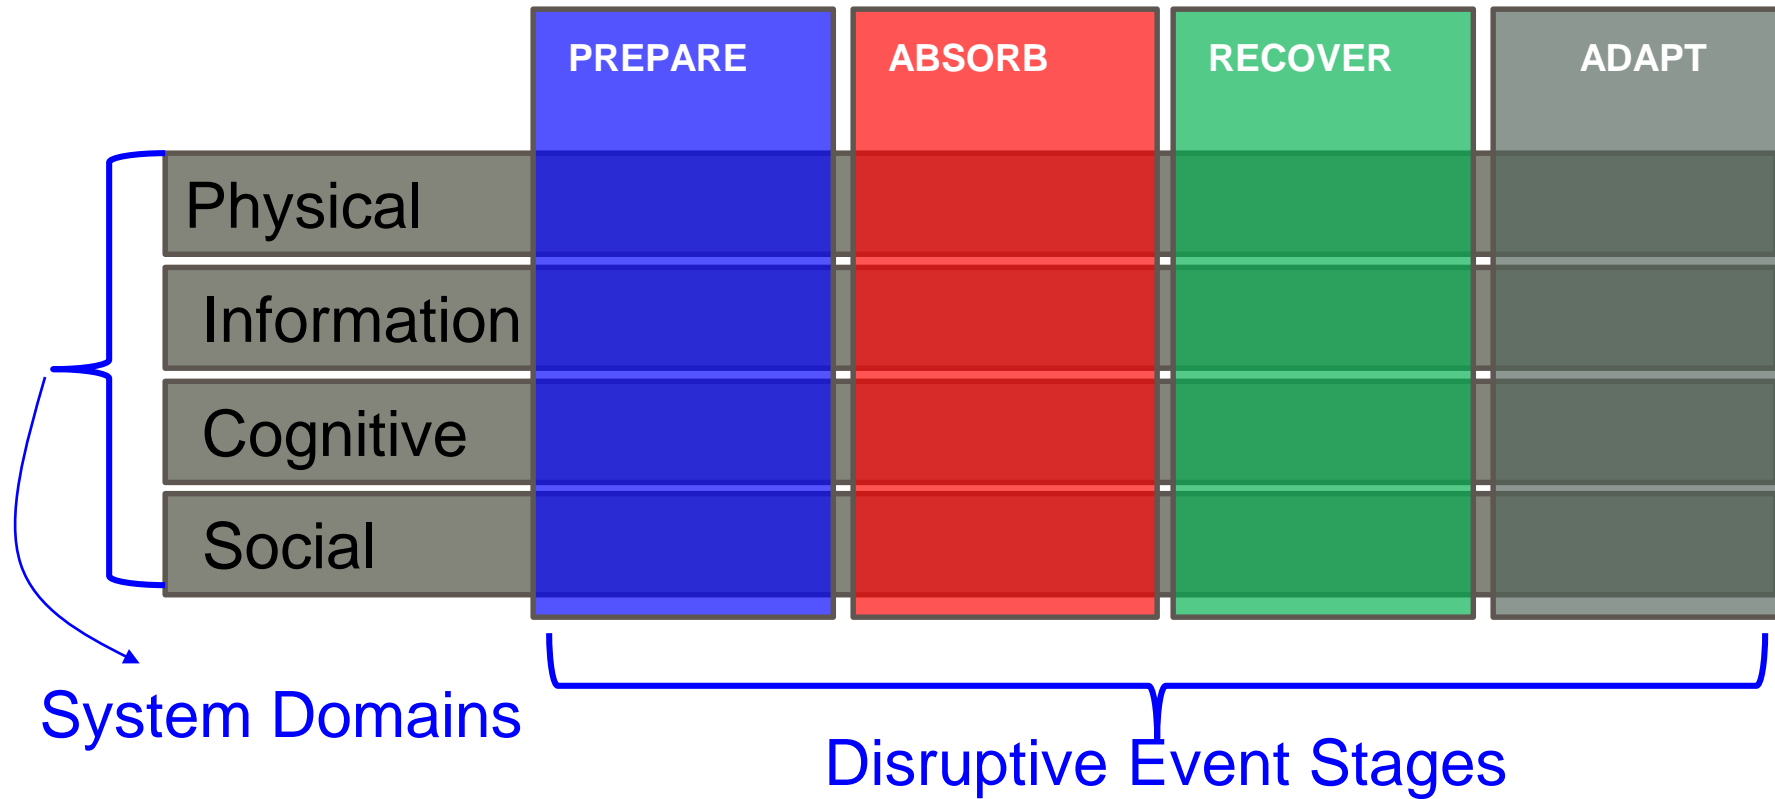 PREPARE ABSORB RECOVER ADAPT
Physical
Information
Cognitive
Social
System Domains
Disruptive Event Stages